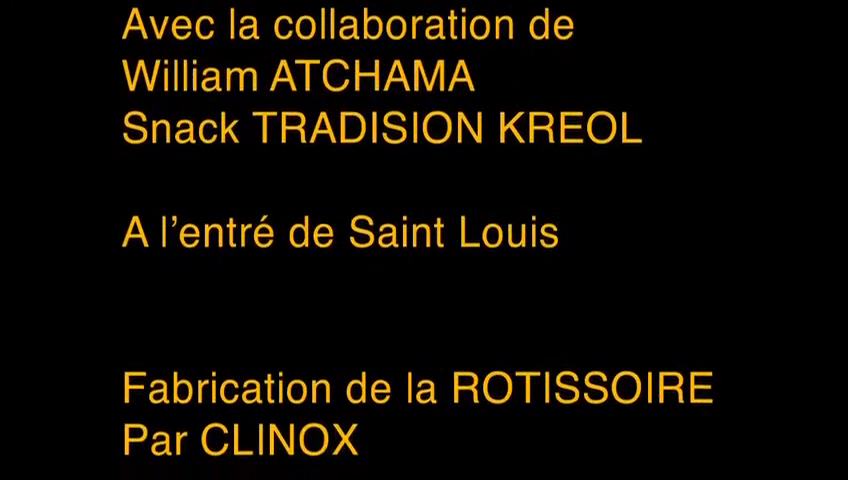 Avec la collaboration de
William ATCHAMA
Snack TRADISION KREOL
A l’entré de Saint Louis
Fabrication de la ROTISSOIRE
Par CLINOX